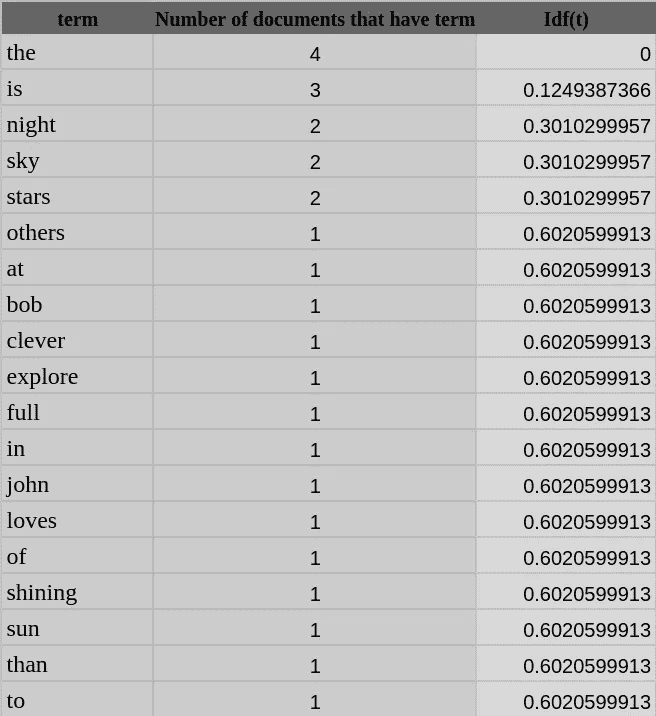 term Number of documents that have term Idf(t)
the 4 0
is 3 0.1249387366
night 2 0.3010299957
sky 2 0.3010299957
stars 2 0.3010299957
others 1 0.6020599913
at 1 0.6020599913
bob 1 0.6020599913
clever 1 0.6020599913
explore 1 0.6020599913
full 1 0.6020599913
in 1 0.6020599913
john 1 0.6020599913
loves 1 0.6020599913
of 1 0.6020599913
shining 1 0.6020599913
sun 1 0.6020599913
than 1 0.6020599913
to 1 0.6020599913